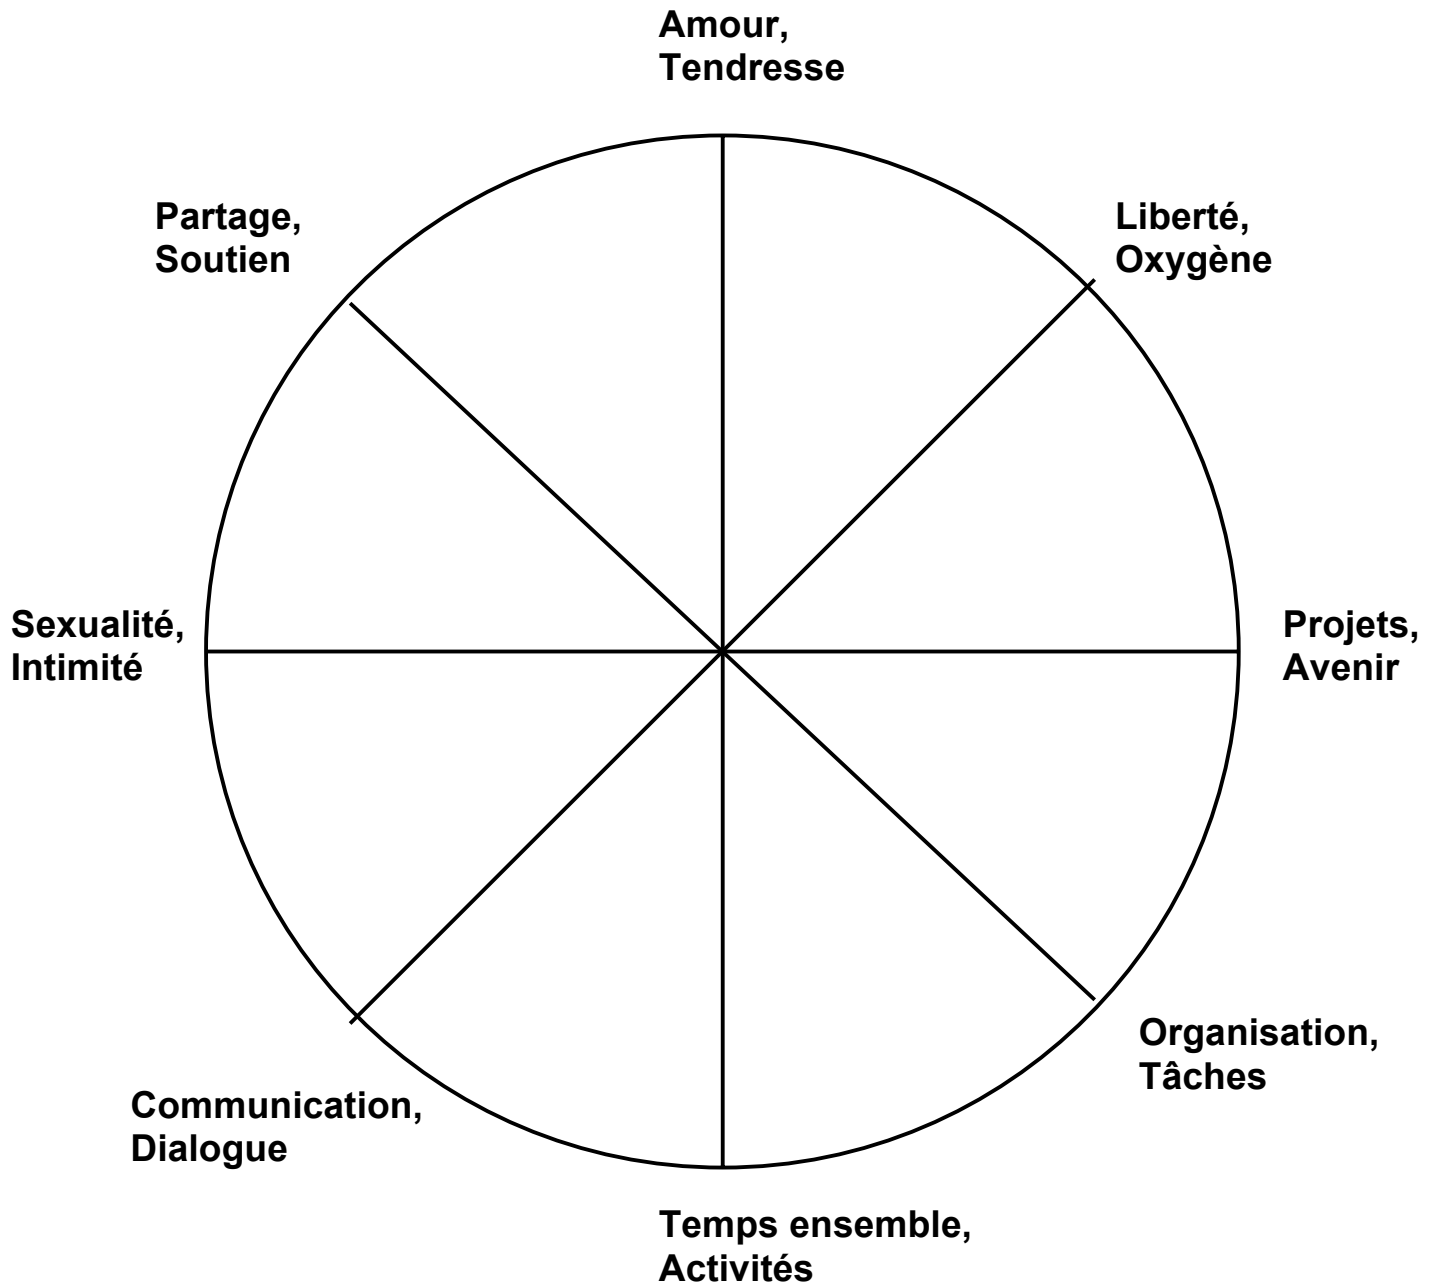 Amour,
Tendresse
Partage,
Soutien
Liberté,
Oxygène
Sexualité,
Intimité
Projets,
Avenir
Organisation,
Tâches
Communication,
Dialogue
Temps ensemble,
Activités